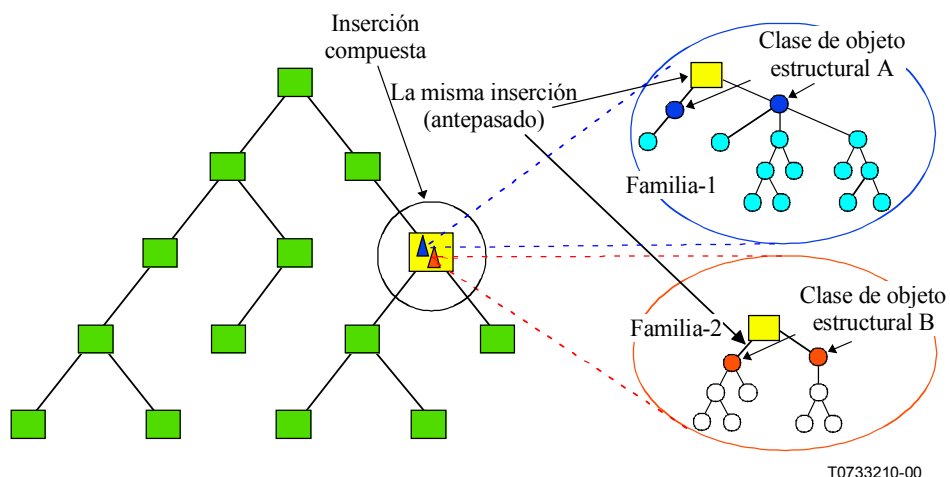 Inserción
compuesta
La misma inserción
(antepasado)
Clase de objeto
estructural A
Familia-1
Clase de objeto
estructural B
Familia-2
T0733210-00